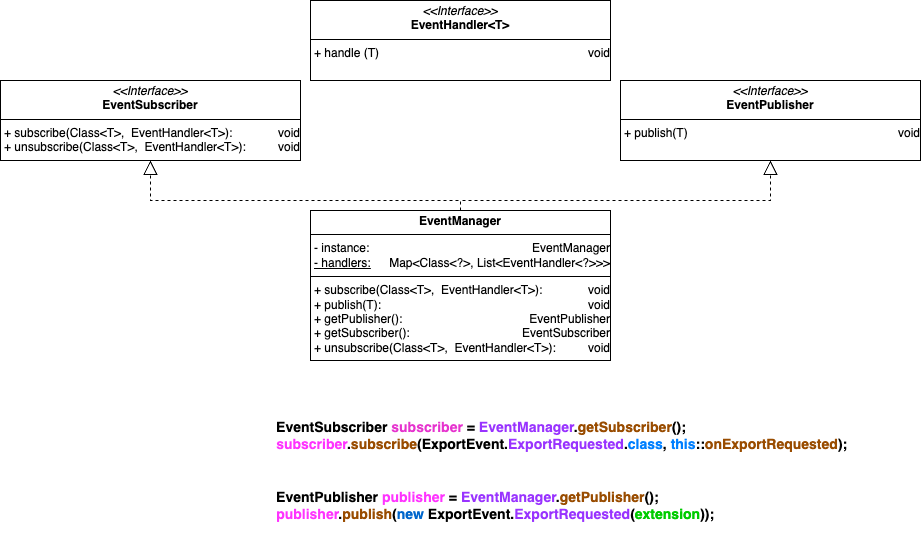 <<Interface>>
EventHandler<T>
+ handle (T) void
<<Interface>>
EventSubscriber
+ subscribe(Class<T>, EventHandler<T>): void
+ unsubscribe(Class<T>, EventHandler<T>): void
<<Interface>>
EventPublisher
+ publish(T) void
EventManager
- instance: EventManager
- handlers: Map<Class<?>, List<EventHandler<?>>>
+ subscribe(Class<T>, EventHandler<T>): void
+ publish(T): void
+ getPublisher(): EventPublisher
+ getSubscriber(): EventSubscriber
+ unsubscribe(Class<T>, EventHandler<T>): void
EventSubscriber subscriber = EventManager.getSubscriber();
subscriber.subscribe(ExportEvent.ExportRequested.class, this::onExportRequested);
EventPublisher publisher = EventManager.getPublisher();
publisher.publish(new ExportEvent.ExportRequested(extension));